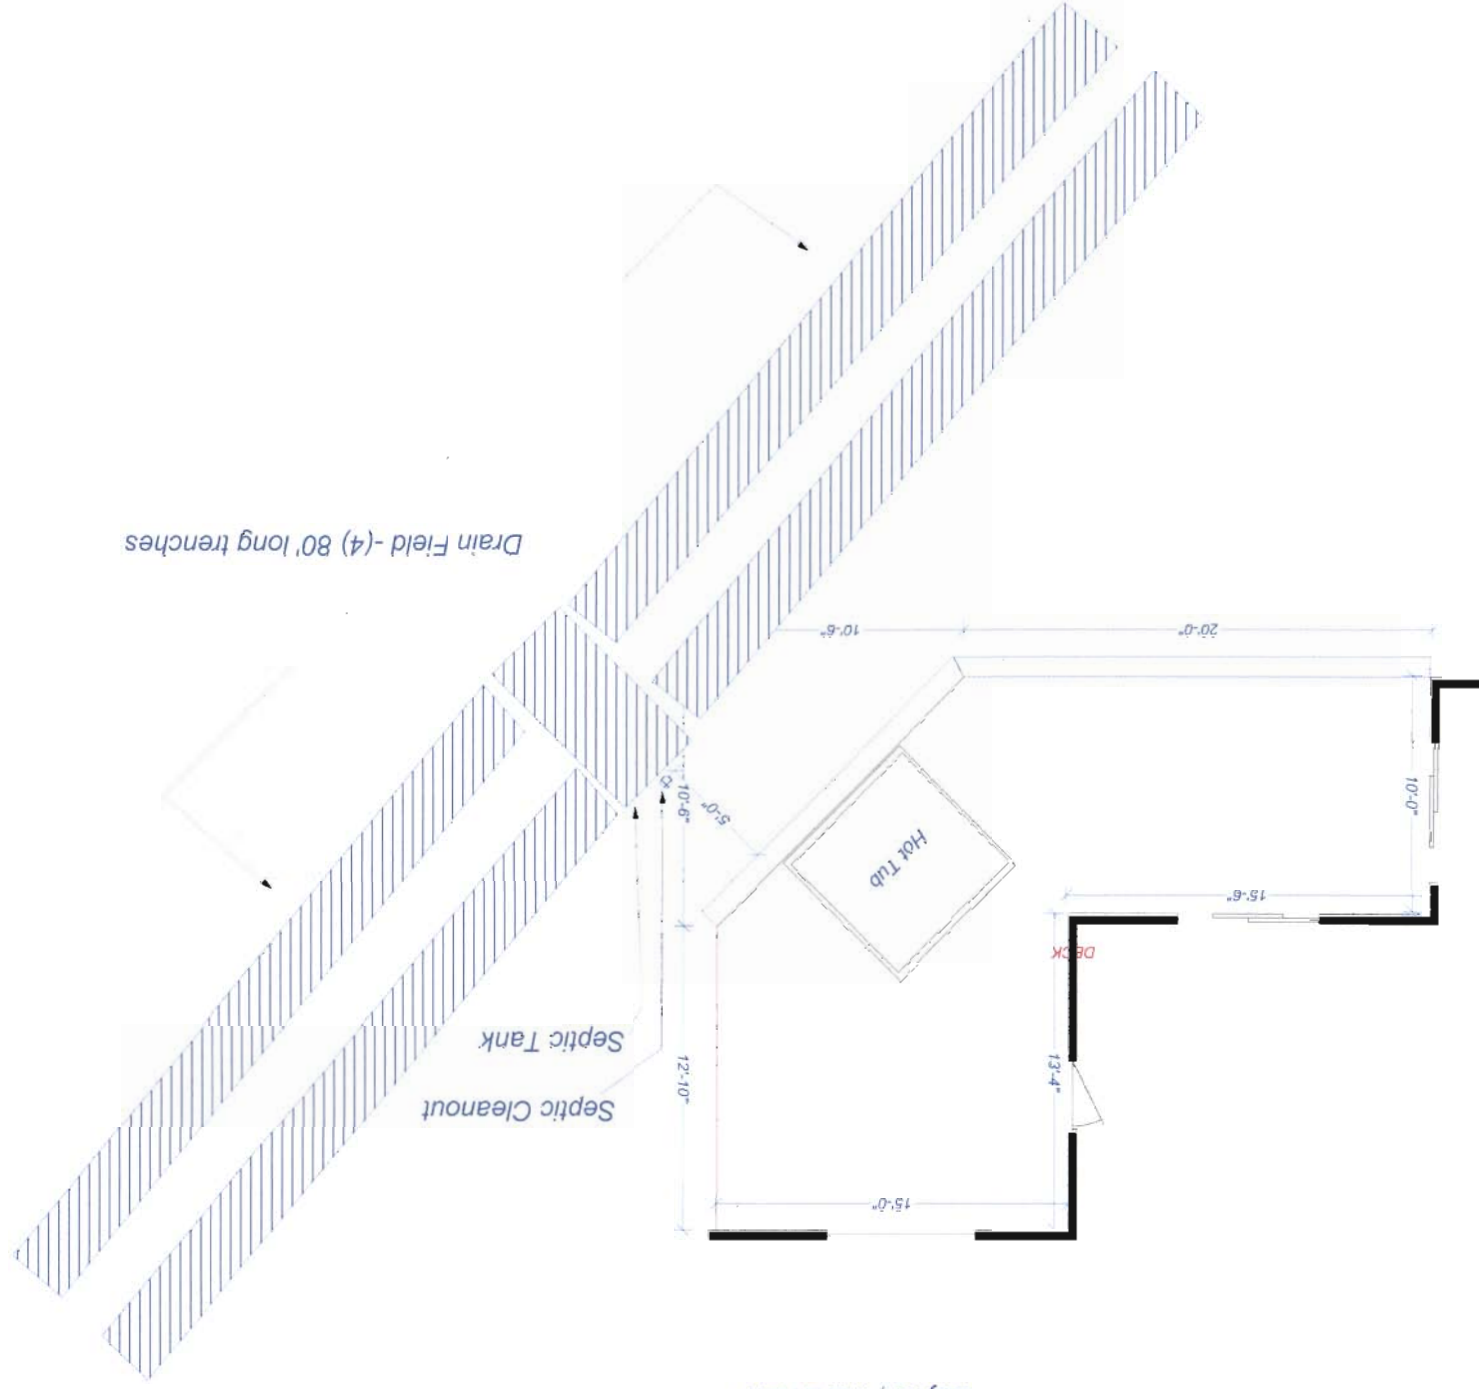 15'-0"
13'-4"
12'-10"
Septic Cleanout
Septic Tank
DECK
15'-6"
Hot Tub
10'-0"
5'-0"
10'-6"
20'-0"
10'-6"
Drain Field -(4) 80' long trenches